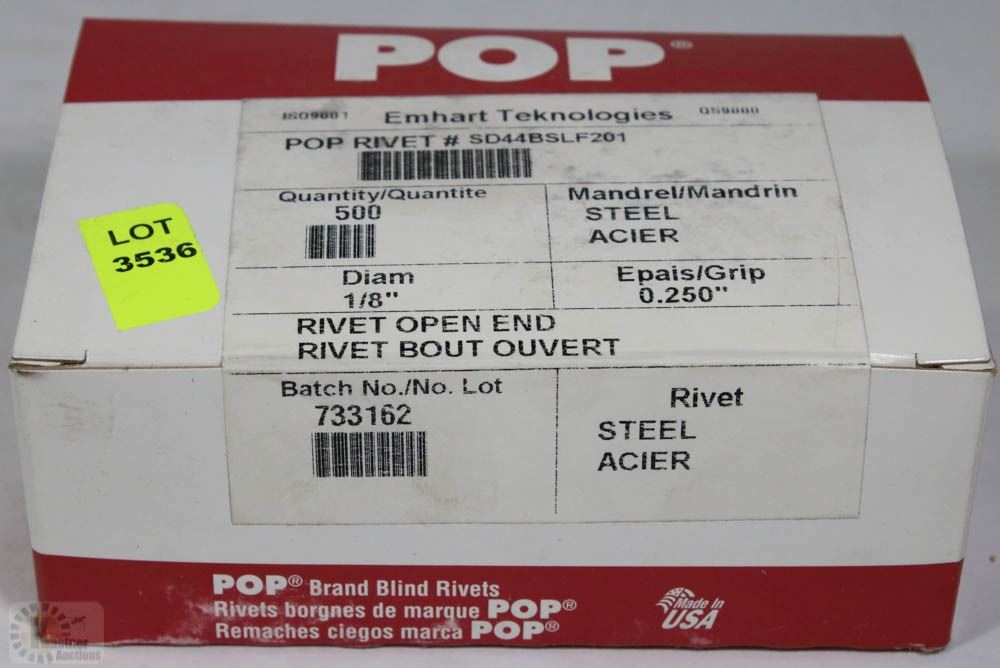 POP®
ISO9001 Emhart Teknologies QS9000
POP RIVET # SD44BSLF201
Quantity/Quantite
500
Mandrel/Mandrin
STEEL
ACIER
LOT
3536
Diam
1/8"
Epais/Grip
0.250"
RIVET OPEN END
RIVET BOUT OUVERT
Batch No./No. Lot
733162
Rivet
STEEL
ACIER
POP® Brand Blind Rivets
Rivets borgnes de marque POP®
Remaches ciegos marca POP®
Made in
USA
Kastner
Auctions